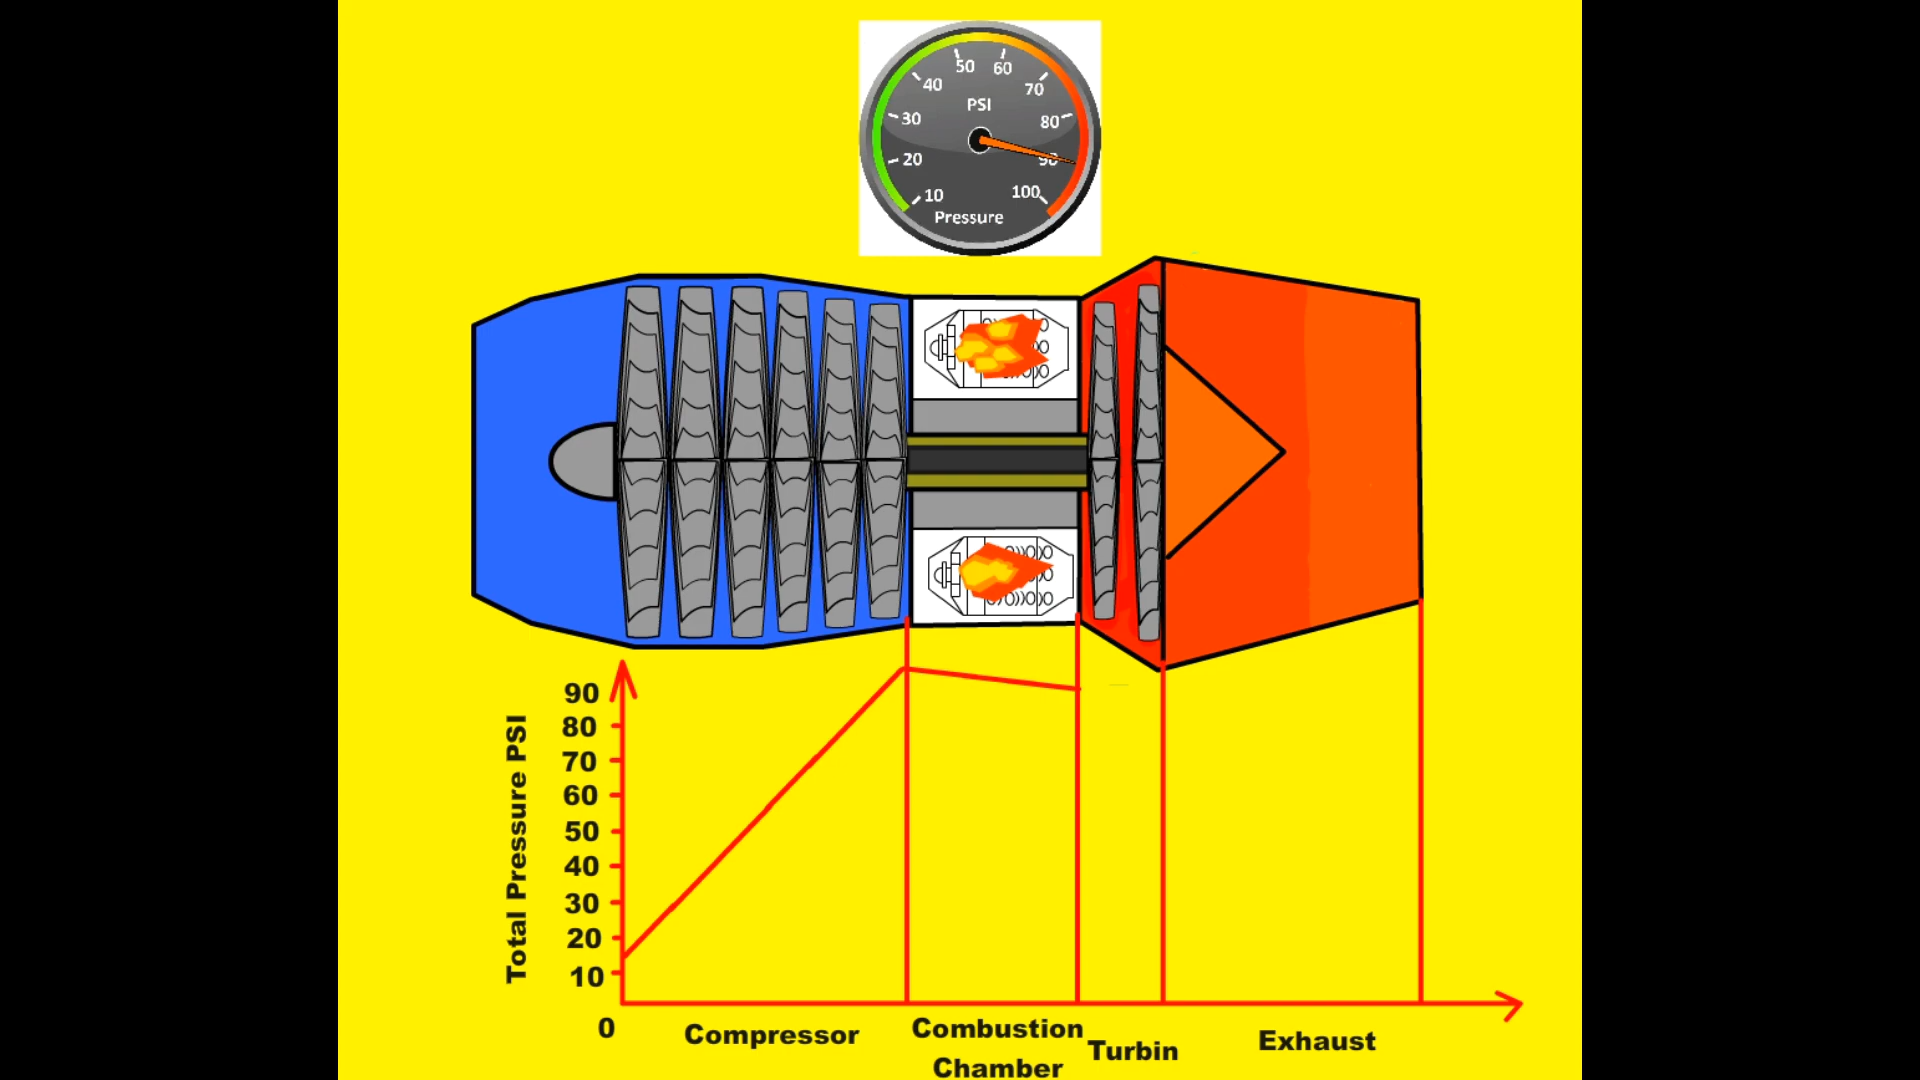 50 60
40 70
PSI
30 80
20 90
10 100
Pressure
90
80
70
60
50
40
30
20
10
0
Total Pressure PSI
Compressor
Combustion
Chamber
Turbin
Exhaust